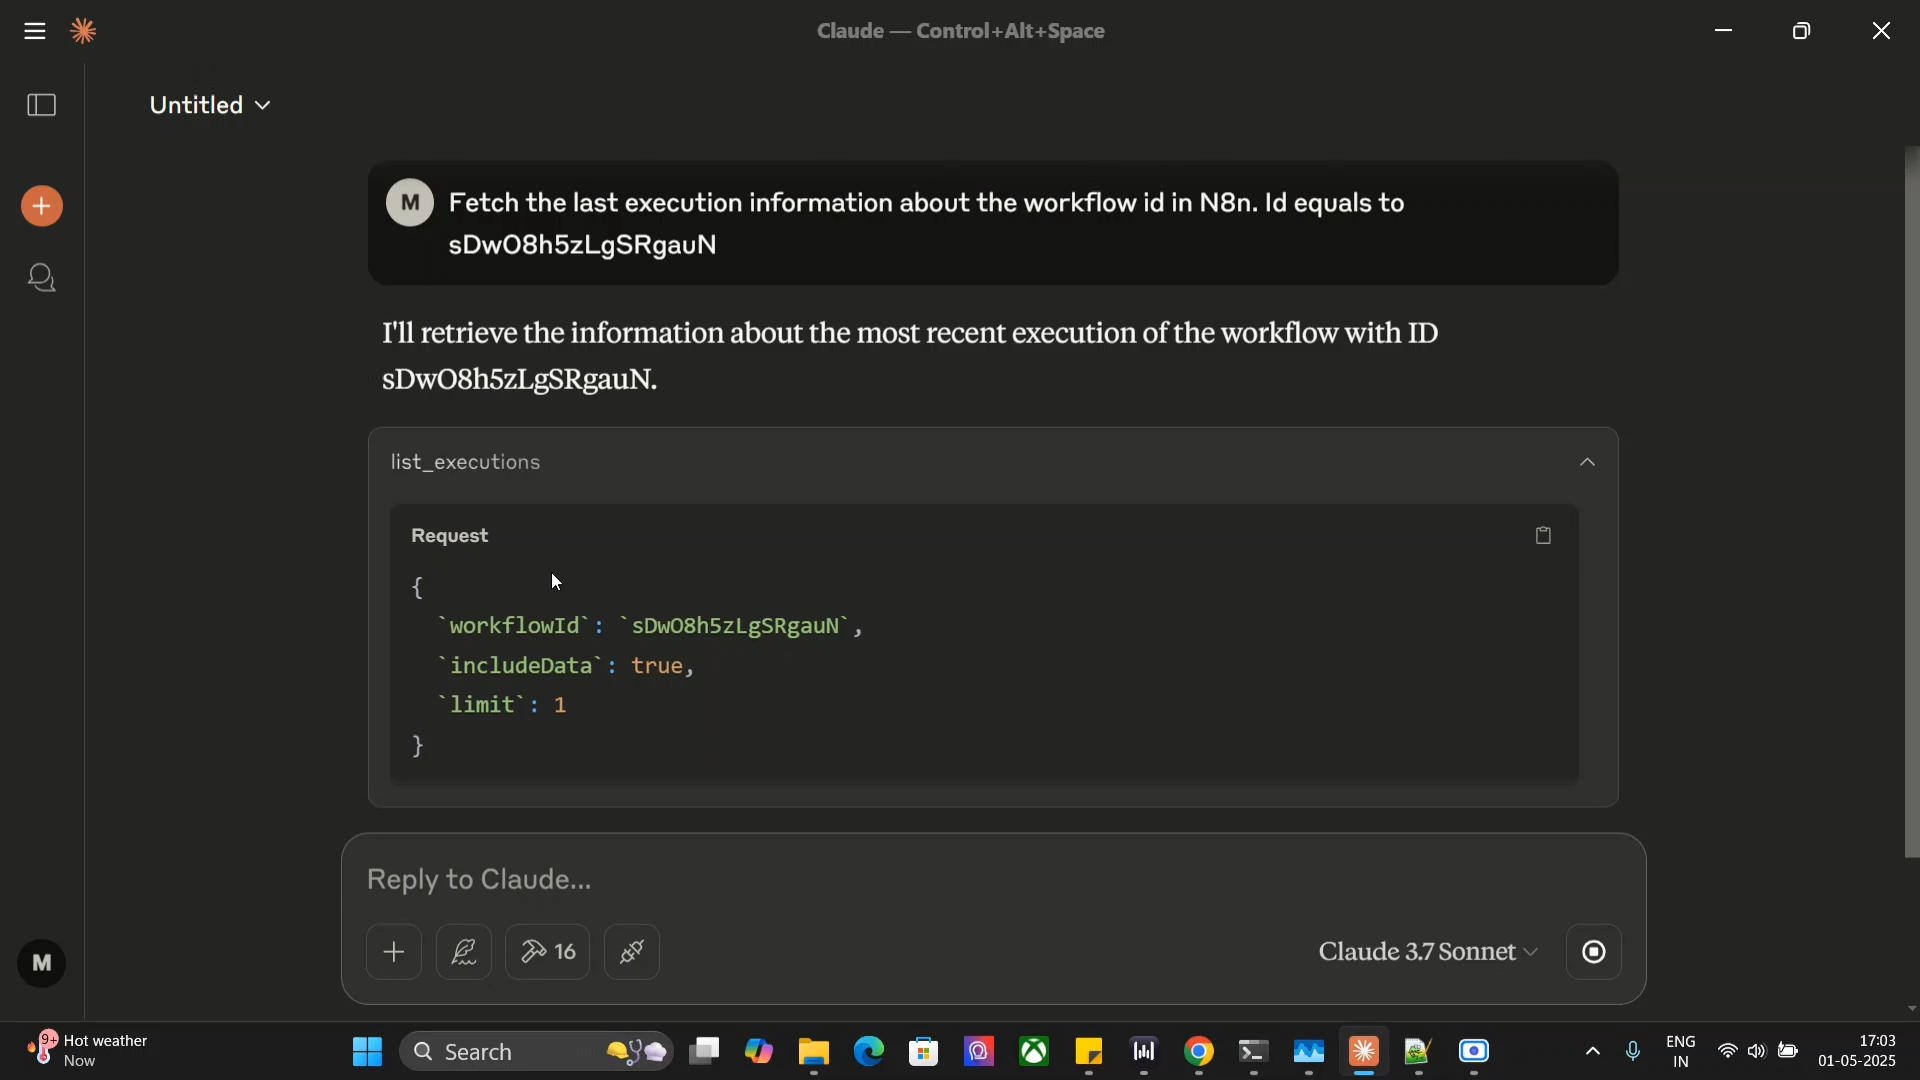 Claude — Control+Alt+Space
Untitled
M
Fetch the last execution information about the workflow id in N8n. Id equals to
sDwO8h5zLgSRgauN
I'll retrieve the information about the most recent execution of the workflow with ID
sDwO8h5zLgSRgauN.
list_executions
Request
{
`workflowId`: `sDwO8h5zLgSRgauN`,
`includeData`: true,
`limit`: 1
}
Reply to Claude...
16
Claude 3.7 Sonnet
M
9+
Hot weather
Now
Search
ENG
IN
17:03
01-05-2025